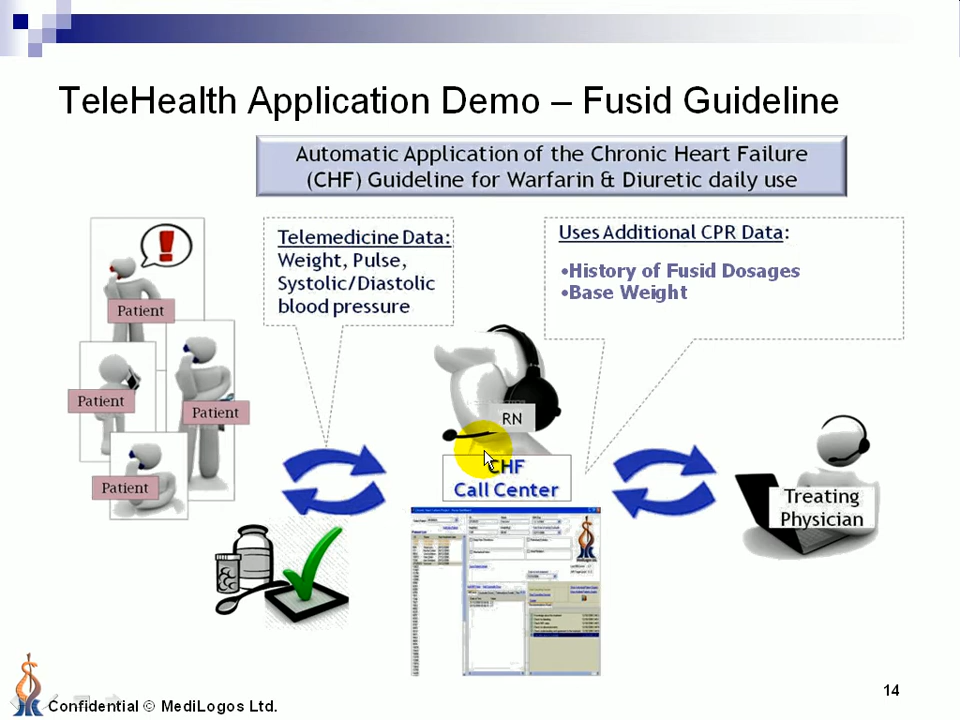 TeleHealth Application Demo – Fusid Guideline
Automatic Application of the Chronic Heart Failure
(CHF) Guideline for Warfarin & Diuretic daily use
Telemedicine Data:
Weight, Pulse,
Systolic/Diastolic
blood pressure
Uses Additional CPR Data:
•History of Fusid Dosages
•Base Weight
Patient
Patient
Patient
Patient
RN
CHF
Call Center
Treating
Physician
14
Confidential © MediLogos Ltd.